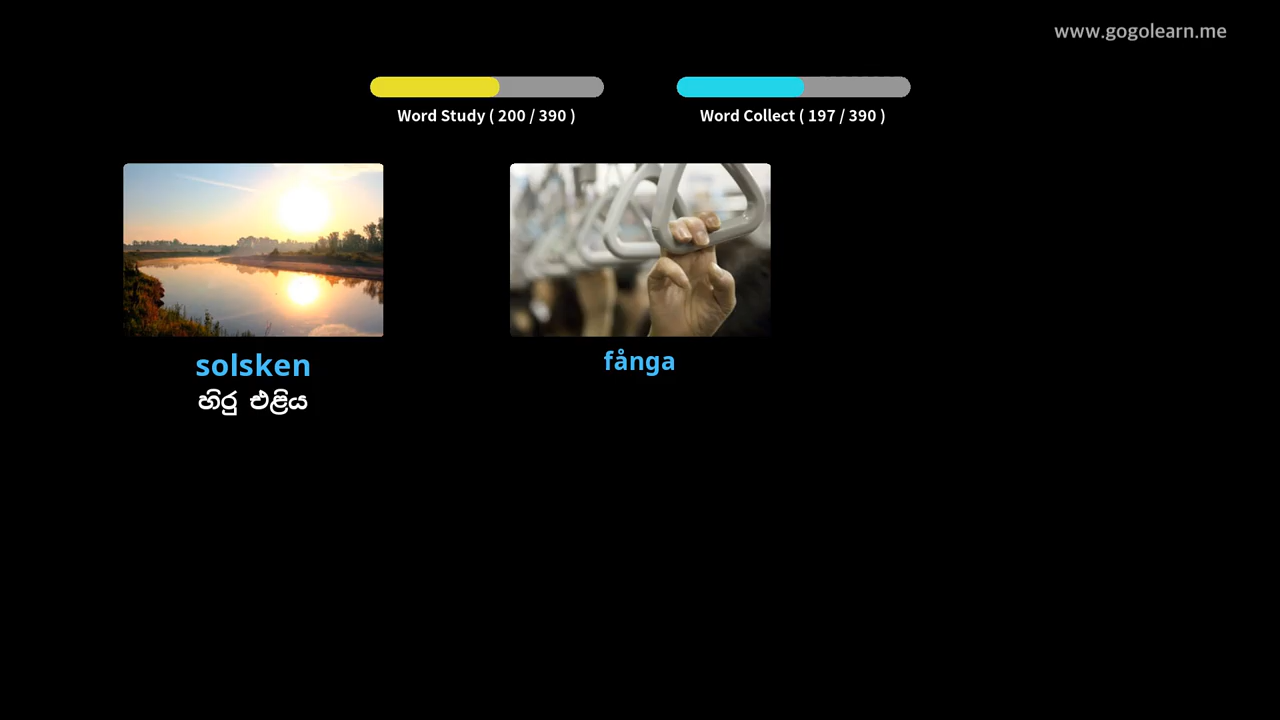 www.gogolearn.me
Word Study ( 200 / 390 )
Word Collect ( 197 / 390 )
solsken
හිරු එළිය
fånga